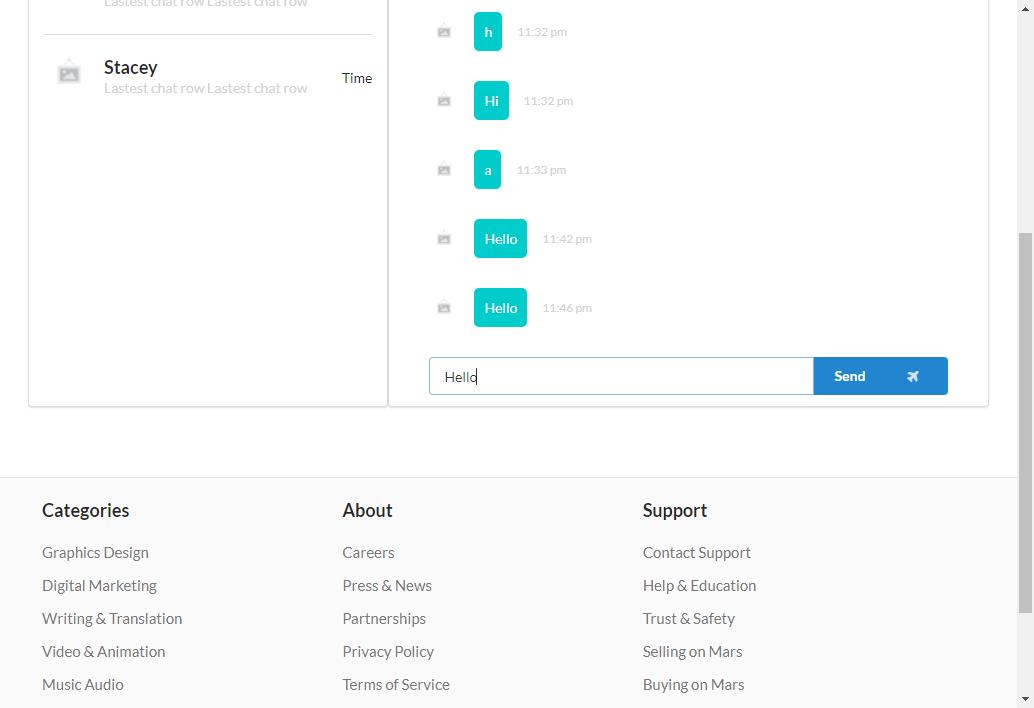 Lastest chat row Lastest chat row
Stacey
Lastest chat row Lastest chat row
Time
h 11:32 pm
Hi 11:32 pm
a 11:33 pm
Hello 11:42 pm
Hello 11:46 pm
Hello
Send
Categories
Graphics Design
Digital Marketing
Writing & Translation
Video & Animation
Music Audio
About
Careers
Press & News
Partnerships
Privacy Policy
Terms of Service
Support
Contact Support
Help & Education
Trust & Safety
Selling on Mars
Buying on Mars